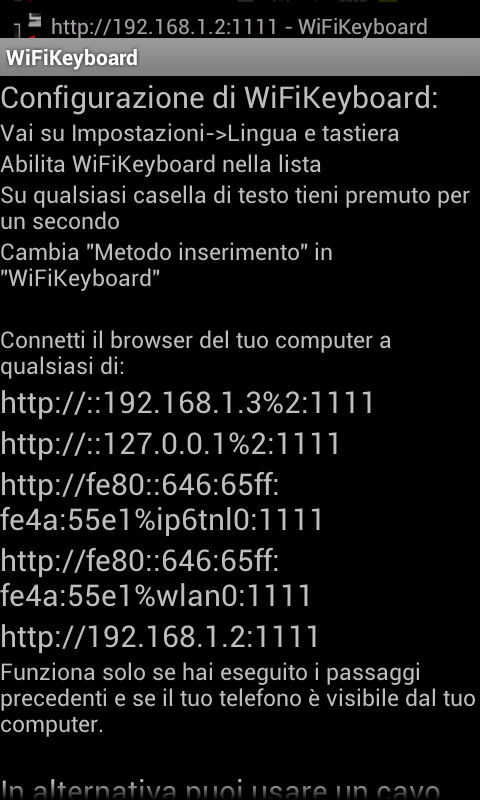 http://192.168.1.2:1111 - WiFiKeyboard
WiFiKeyboard
Configurazione di WiFiKeyboard:
Vai su Impostazioni->Lingua e tastiera
Abilita WiFiKeyboard nella lista
Su qualsiasi casella di testo tieni premuto per
un secondo
Cambia "Metodo inserimento" in
"WiFiKeyboard"
Connetti il browser del tuo computer a
qualsiasi di:
http://::192.168.1.3%2:1111
http://::127.0.0.1%2:1111
http://fe80::646:65ff:
fe4a:55e1%ip6tnl0:1111
http://fe80::646:65ff:
fe4a:55e1%wlan0:1111
http://192.168.1.2:1111
Funziona solo se hai eseguito i passaggi
precedenti e se il tuo telefono è visibile dal tuo
computer.
In alternativa puoi usare un cavo